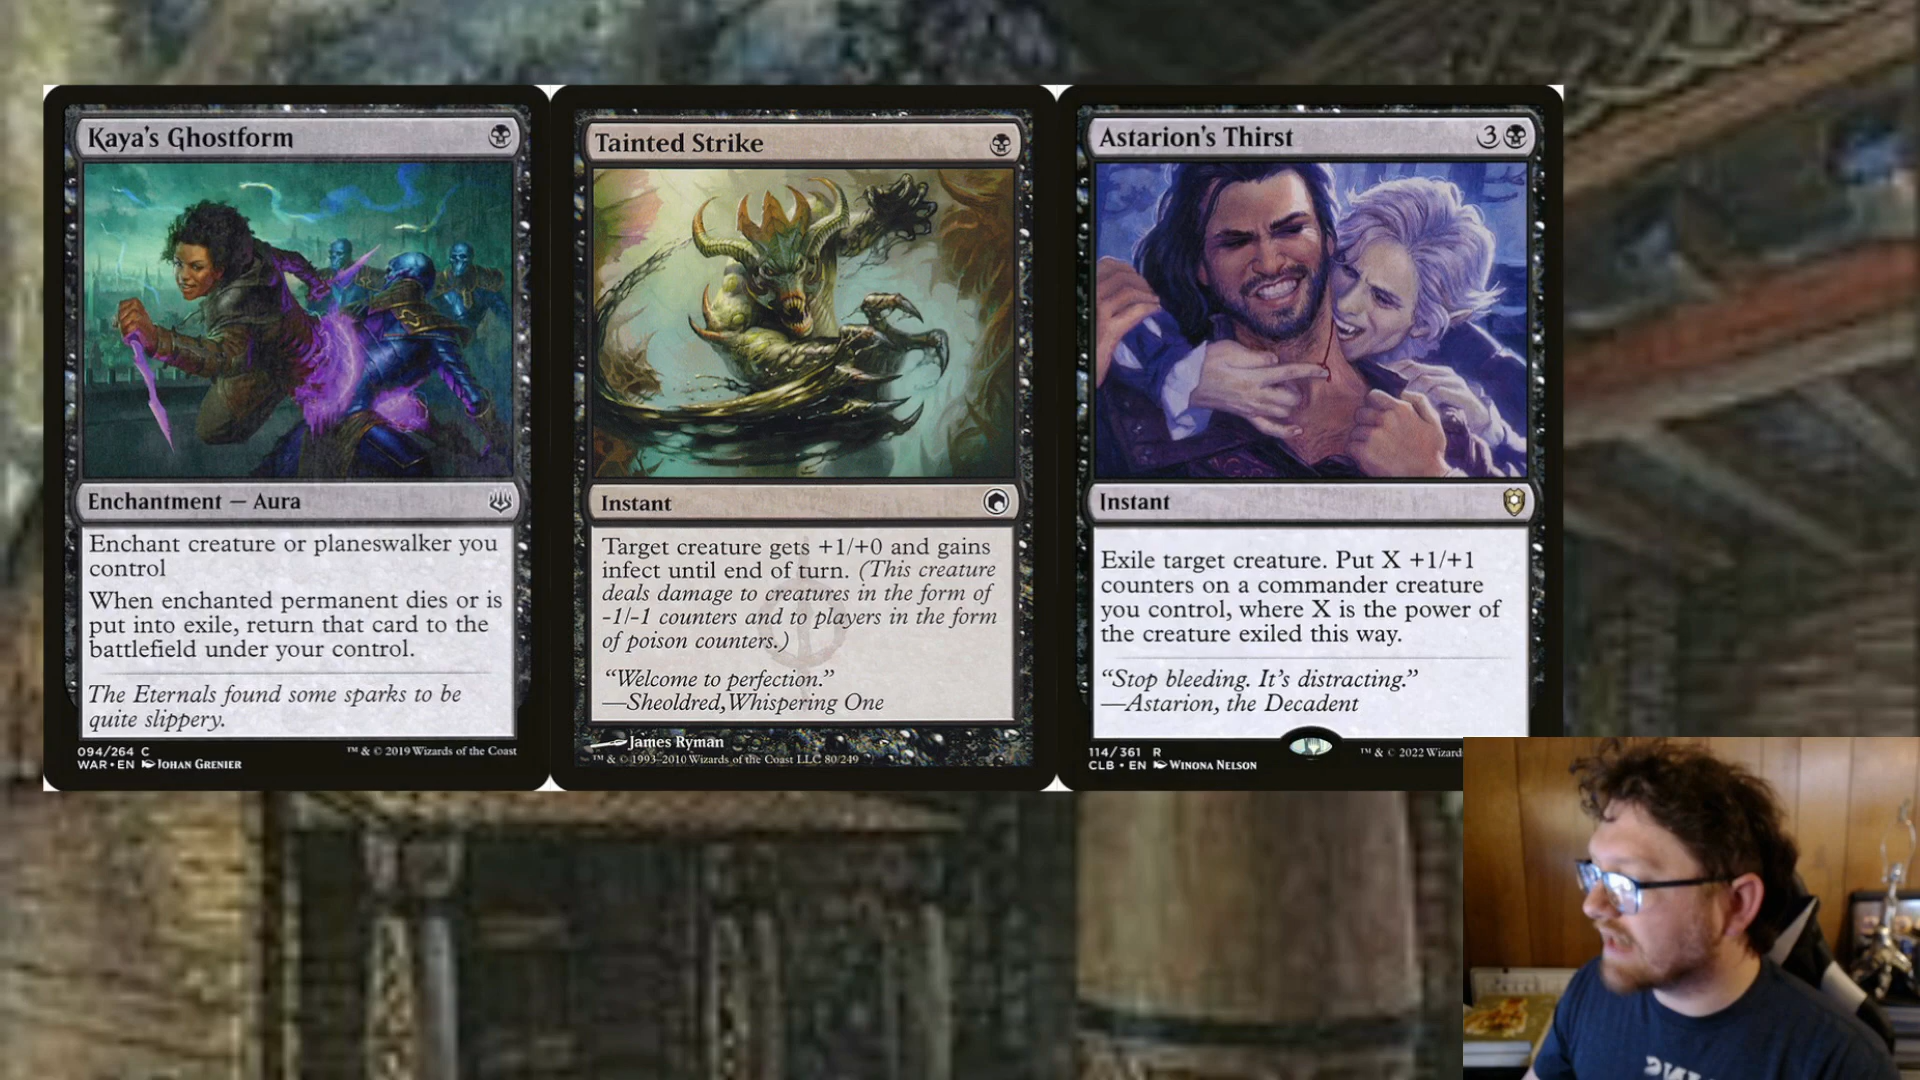 Kaya's Ghostform
Enchantment — Aura
Enchant creature or planeswalker you
control
When enchanted permanent dies or is
put into exile, return that card to the
battlefield under your control.
The Eternals found some sparks to be
quite slippery.
094/264 C
WAR • EN Johan Grenier
™ & © 2019 Wizards of the Coast
Tainted Strike
Instant
Target creature gets +1/+0 and gains
infect until end of turn. (This creature
deals damage to creatures in the form of
-1/-1 counters and to players in the form
of poison counters.)
“Welcome to perfection.”
—Sheoldred, Whispering One
James Ryman
™ & © 1993–2010 Wizards of the Coast LLC 80/249
Astarion's Thirst
3
Instant
Exile target creature. Put X +1/+1
counters on a commander creature
you control, where X is the power of
the creature exiled this way.
“Stop bleeding. It’s distracting.”
—Astarion, the Decadent
114/361 R
CLB • EN Winona Nelson
™ & © 2022 Wizard